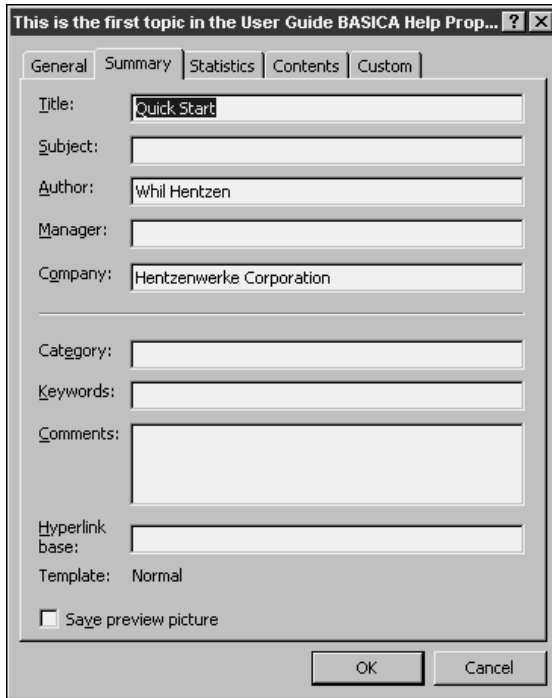 This is the first topic in the User Guide BASICA Help Prop... ? ×
General Summary Statistics Contents Custom
Title: Quick Start
Subject:
Author: Whil Hentzen
Manager:
Company: Hentzenwerke Corporation
Category:
Keywords:
Comments:
Hyperlink
base:
Template: Normal
Save preview picture
OK Cancel